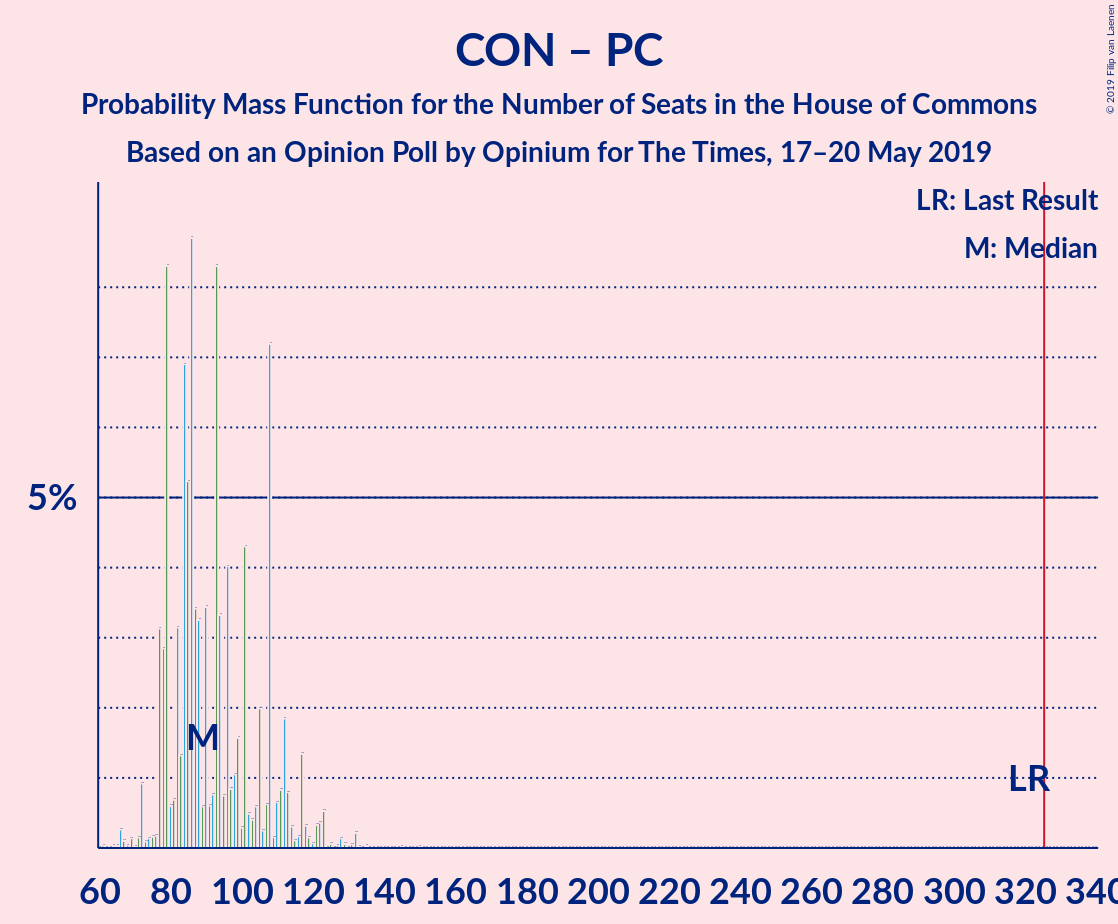 CON – PC
Probability Mass Function for the Number of Seats in the House of Commons
Based on an Opinion Poll by Opinium for The Times, 17–20 May 2019
© 2019 Filip van Laenen
LR: Last Result
M: Median
5%
M
LR
60 80 100 120 140 160 180 200 220 240 260 280 300 320 340